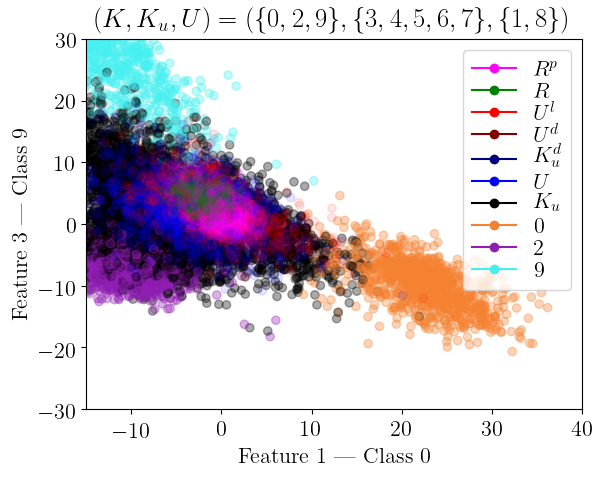 (K, K_u, U) = ({0, 2, 9}, {3, 4, 5, 6, 7}, {1, 8})
30
20
10
0
−10
−20
−30
Feature 3 — Class 9
R^p
R
U^l
U^d
K_u^d
U
K_u
0
2
9
−10
0
10
20
30
40
Feature 1 — Class 0